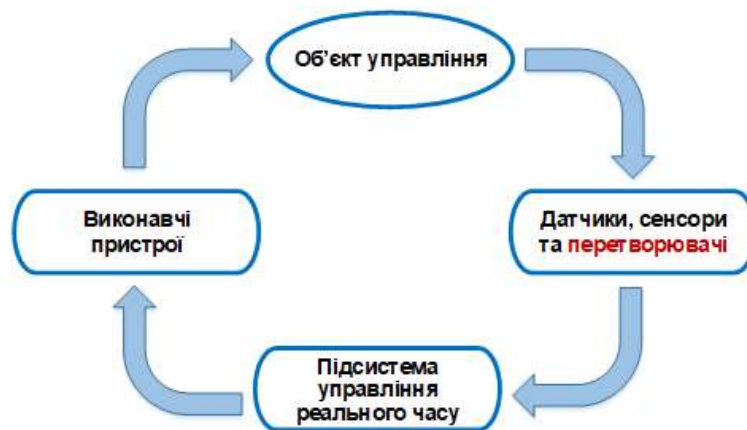 Об’єкт управління
Датчики, сенсори
та перетворювачі
Підсистема
управління
реального часу
Виконавчі
пристрої